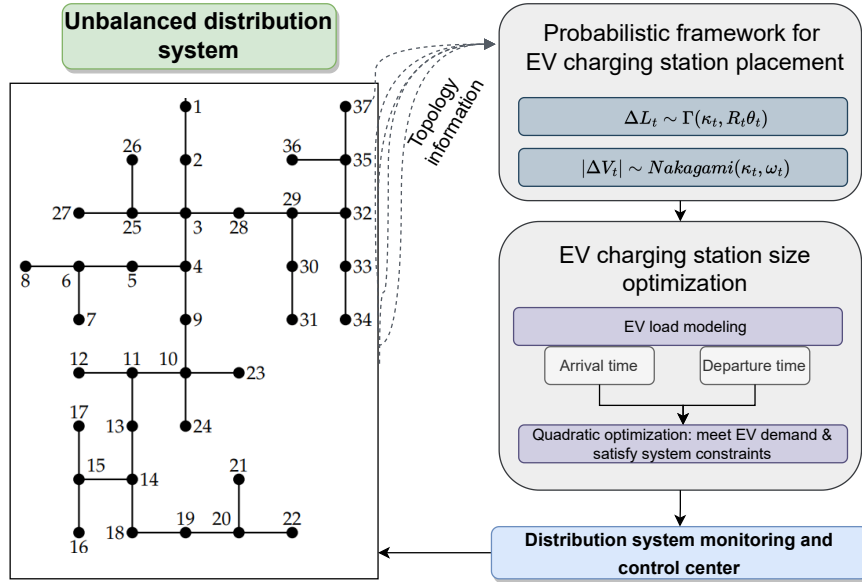 Unbalanced distribution
system
1
37
26
36
2
35
29
27
25
3
28
32
4
30
33
8
6
5
7
9
31
34
12
11
10
23
17
13
24
15
14
21
16
18
19
20
22
Topology
information
Probabilistic framework for
EV charging station placement
ΔL_t ∼ Γ(κ_t, R_tθ_t)
|ΔV_t| ∼ Nakagami(κ_t, ω_t)
EV charging station size
optimization
EV load modeling
Arrival time
Departure time
Quadratic optimization: meet EV demand &
satisfy system constraints
Distribution system monitoring and
control center